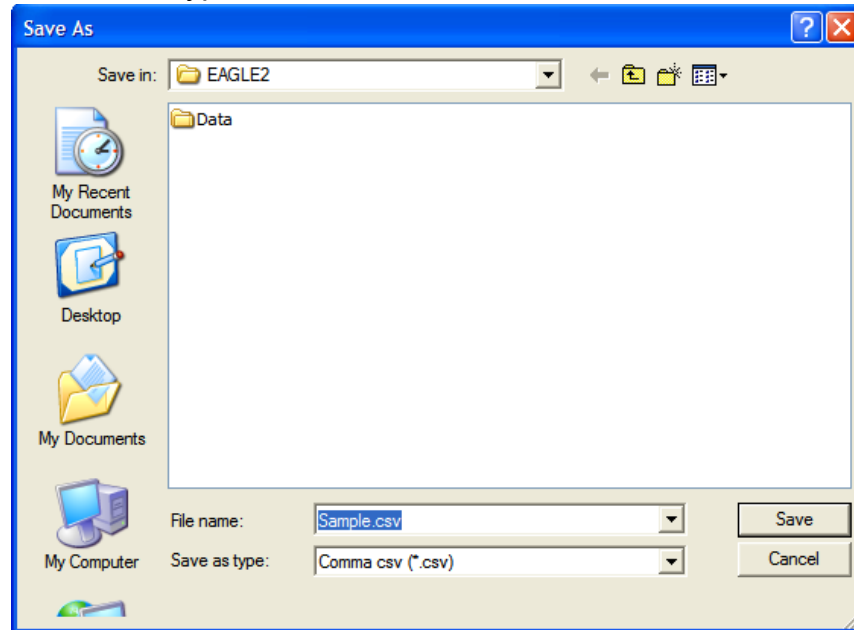 Save As
Save in: EAGLE2
Data
My Recent
Documents
Desktop
My Documents
My Computer
File name: Sample.csv Save
Save as type: Comma csv (*.csv) Cancel